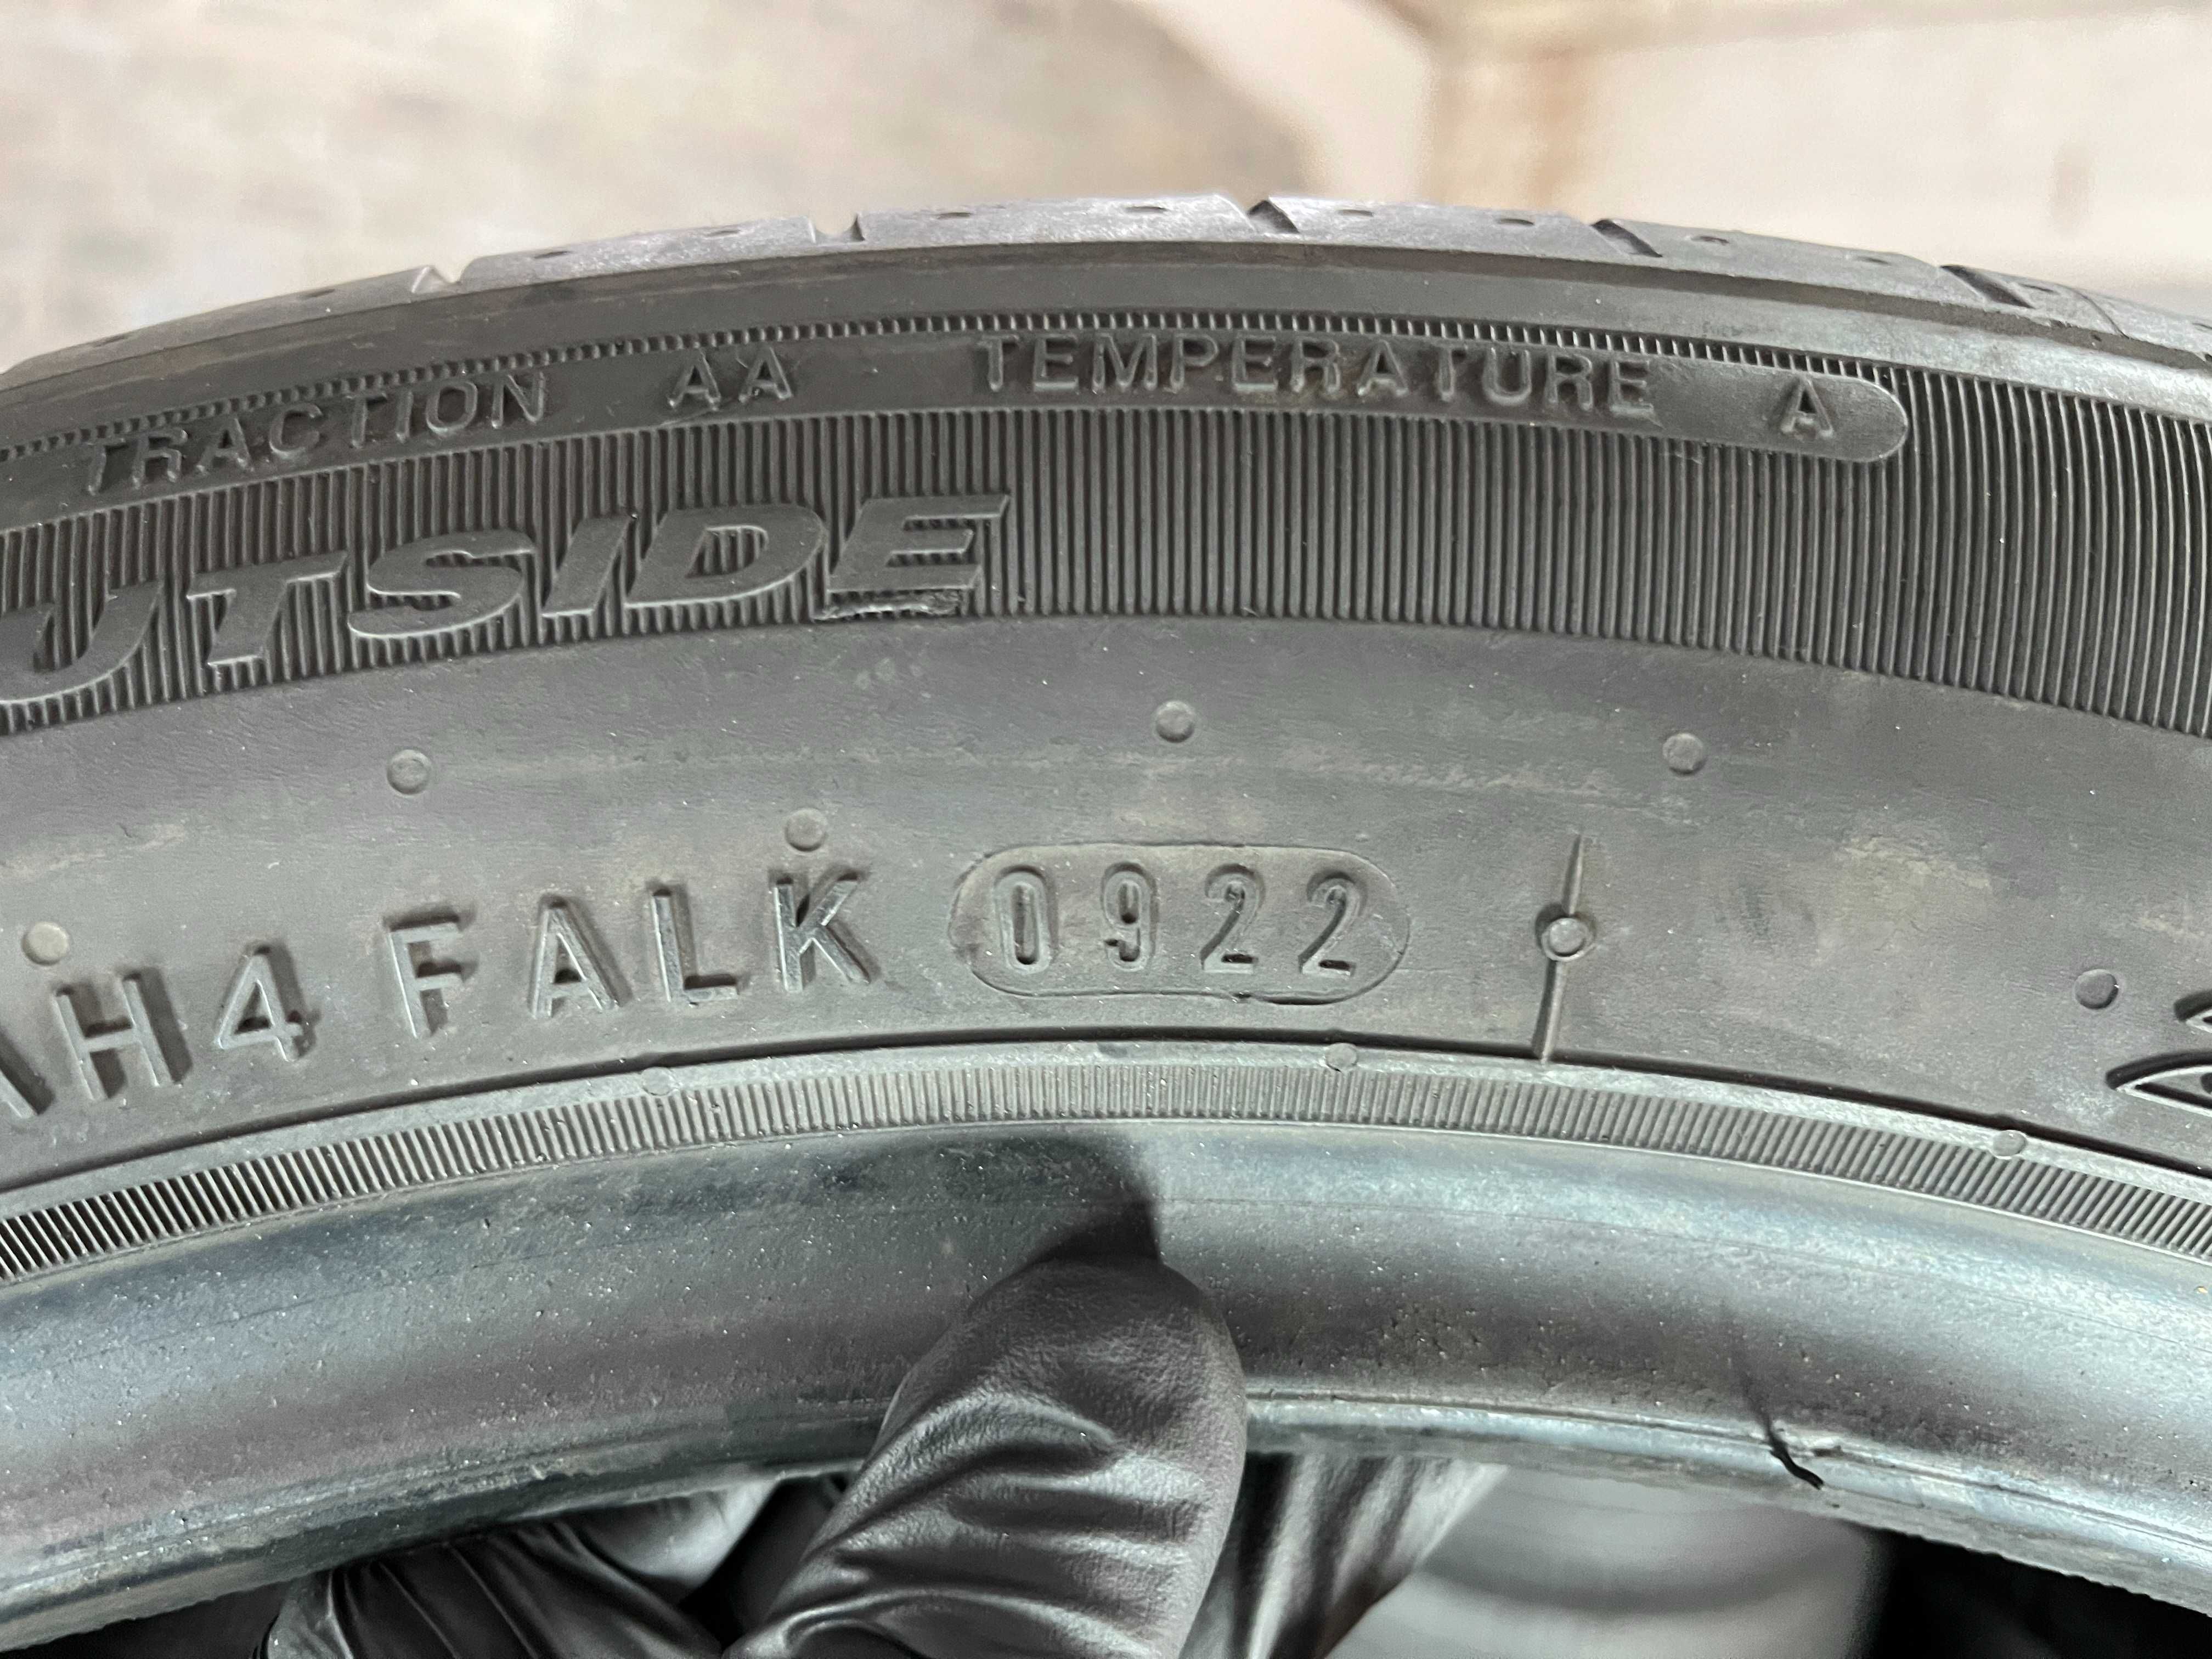 TRACTION AA TEMPERATURE A
UTSIDE
AH4 FALK 0922